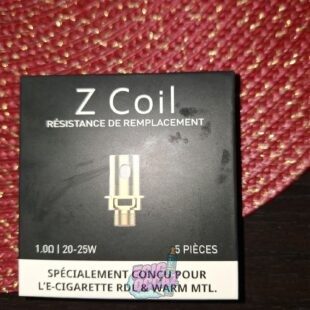 Z Coil
RÉSISTANCE DE REMPLACEMENT
1.0Ω | 20-25W
5 PIÈCES
SPÉCIALEMENT CONÇU POUR
L'E-CIGARETTE RDL & WARM MTL.